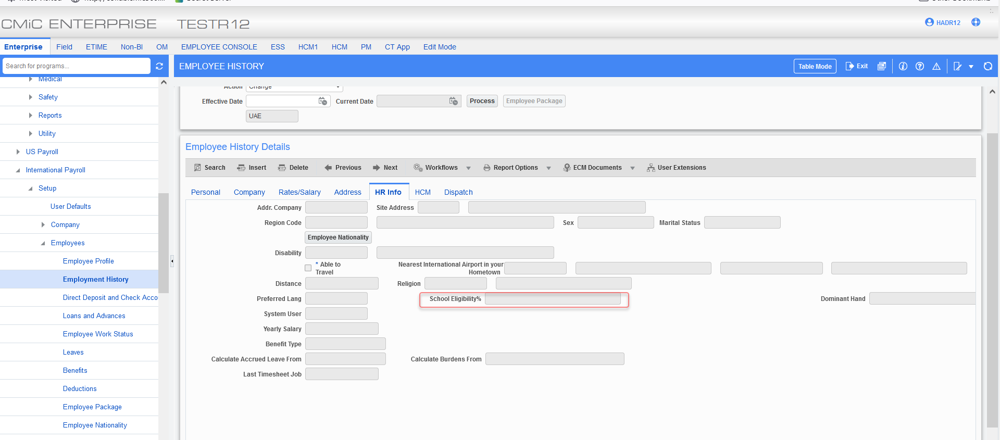 CMiC ENTERPRISE TESTR12
HADR12
Enterprise Field ETIME Non-BI OM EMPLOYEE CONSOLE ESS HCM1 HCM PM CT App Edit Mode
Search for programs...
EMPLOYEE HISTORY
Table Mode Exit
Medical
Safety
Reports
Utility
US Payroll
International Payroll
Setup
User Defaults
Company
Employees
Employee Profile
Employment History
Direct Deposit and Check Acco
Loans and Advances
Employee Work Status
Leaves
Benefits
Deductions
Employee Package
Employee Nationality
Action Change
Effective Date Current Date Process Employee Package
UAE
Employee History Details
Search Insert Delete Previous Next Workflows Report Options ECM Documents User Extensions
Personal Company Rates/Salary Address HR Info HCM Dispatch
Addr. Company Site Address
Region Code Sex Marital Status
Employee Nationality
Disability
* Able to
Travel
Nearest International Airport in your
Hometown
Distance Religion
Preferred Lang School Eligibility% Dominant Hand
System User
Yearly Salary
Benefit Type
Calculate Accrued Leave From Calculate Burdens From
Last Timesheet Job